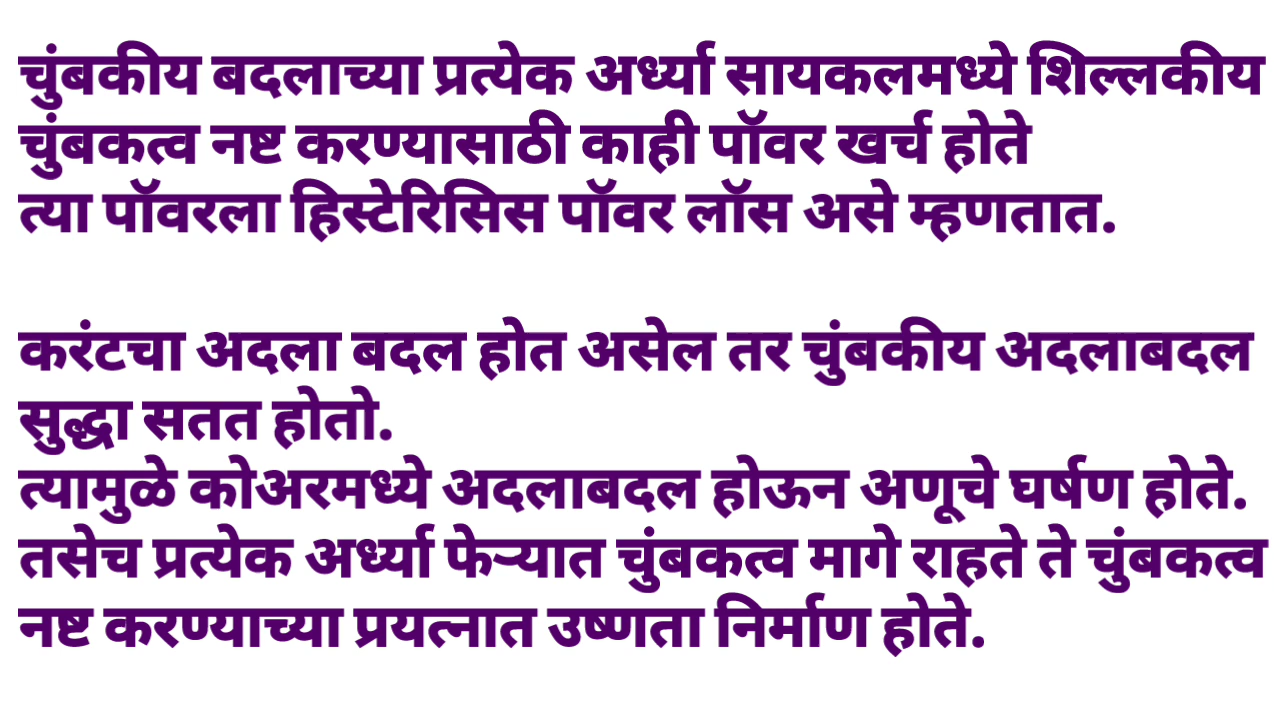 चुंबकीय बदलाच्या प्रत्येक अर्ध्या सायकलमध्ये शिल्लकीय
चुंबकत्व नष्ट करण्यासाठी काही पॉवर खर्च होते
त्या पॉवरला हिस्टेरिसिस पॉवर लॉस असे म्हणतात.
करंटचा अदला बदल होत असेल तर चुंबकीय अदलाबदल
सुद्धा सतत होतो.
त्यामुळे कोअरमध्ये अदलाबदल होऊन अणूचे घर्षण होते.
तसेच प्रत्येक अर्ध्या फेऱ्यात चुंबकत्व मागे राहते ते चुंबकत्व
नष्ट करण्याच्या प्रयत्नात उष्णता निर्माण होते.